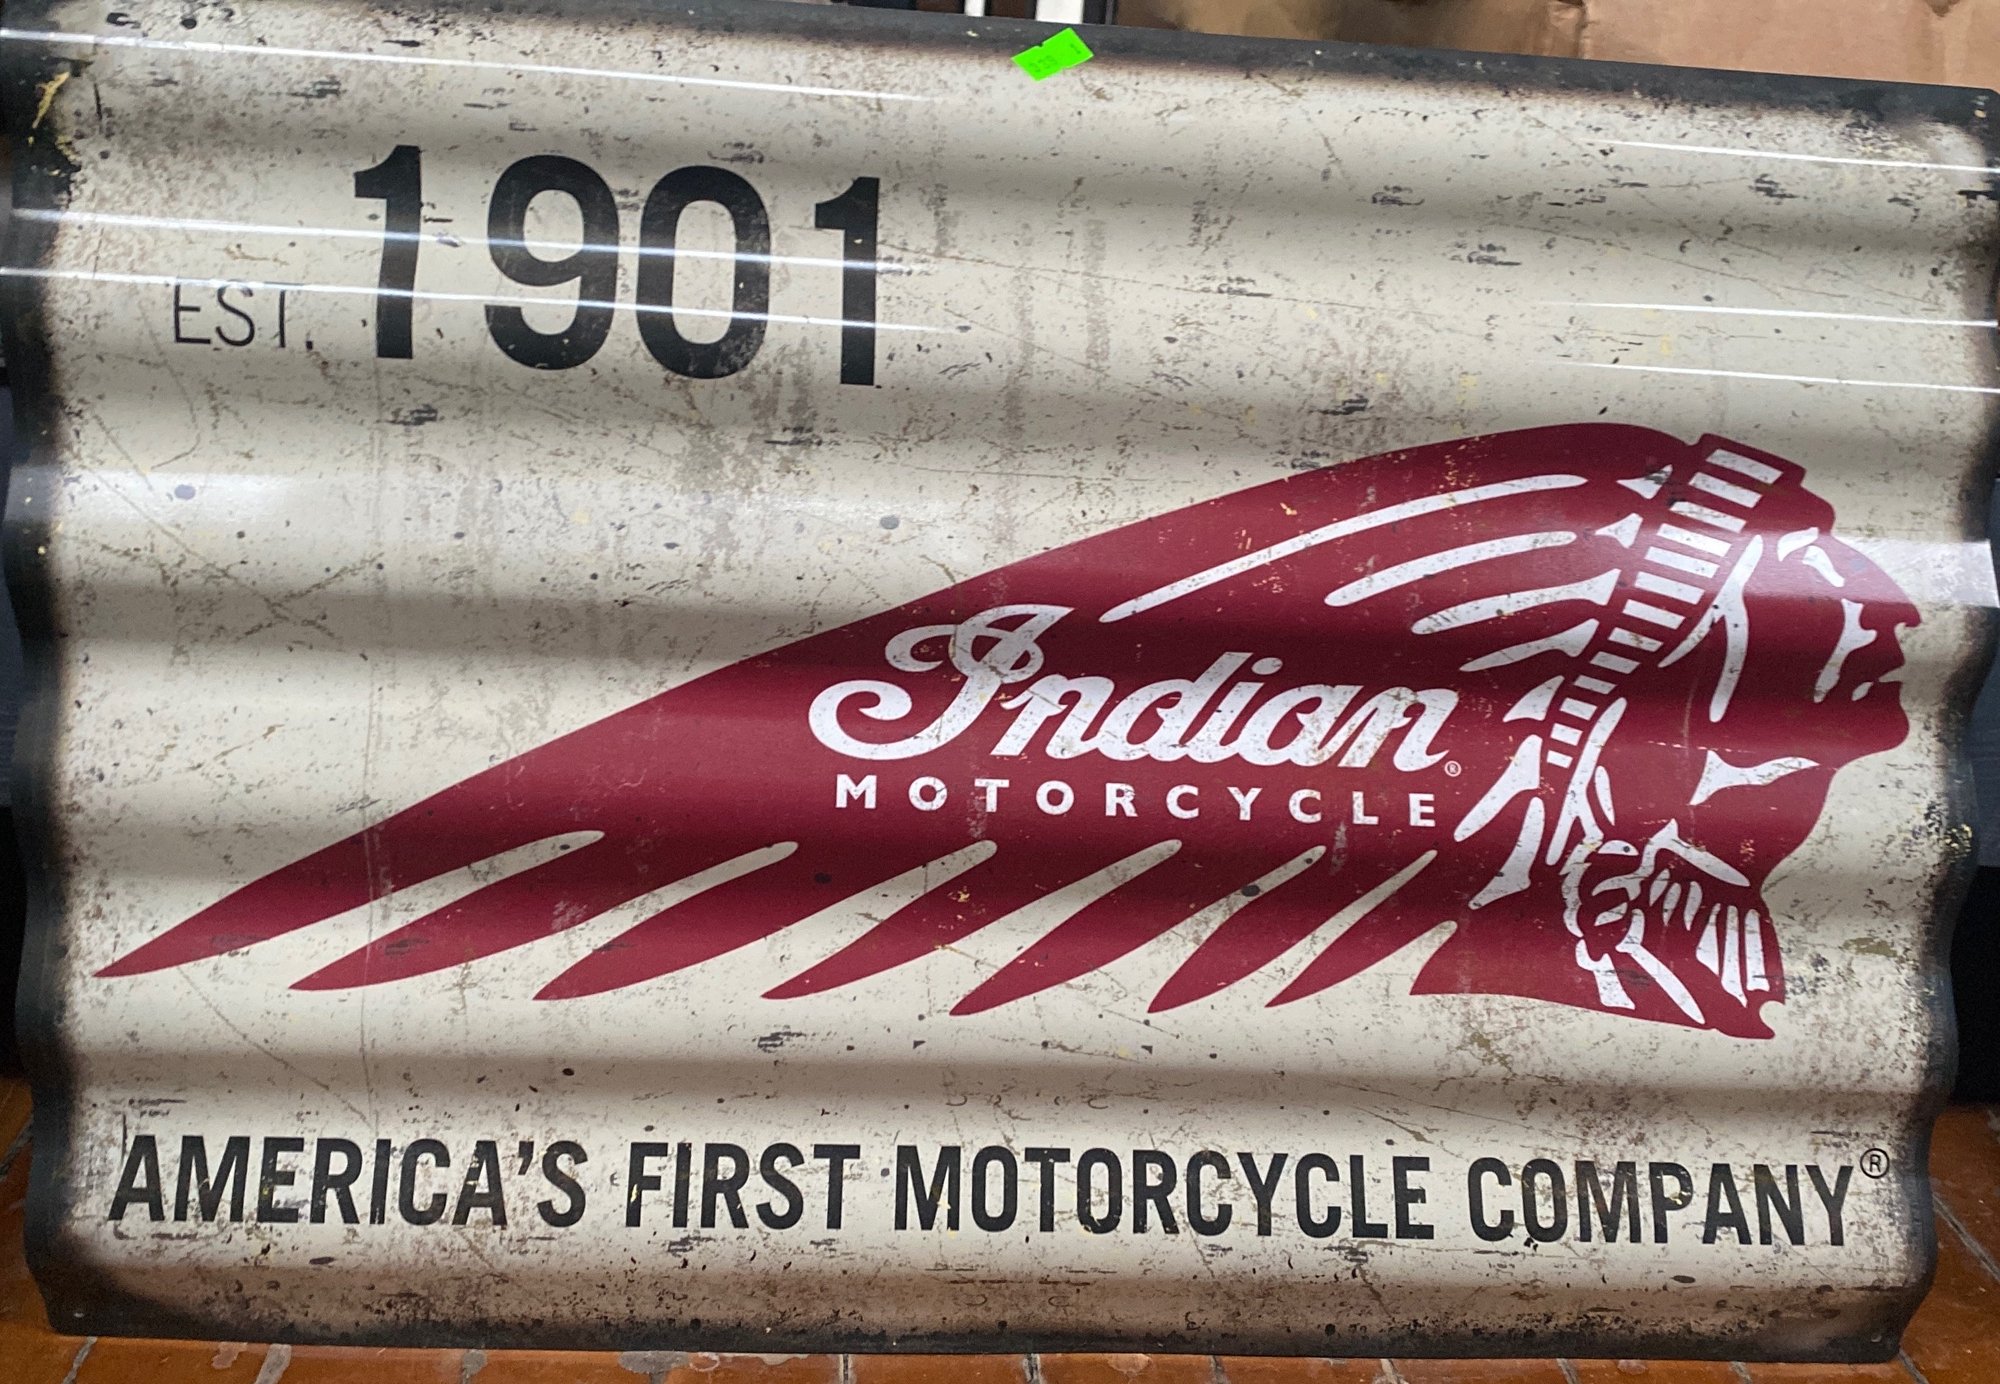 EST. 1901
Indian®
MOTORCYCLE
AMERICA'S FIRST MOTORCYCLE COMPANY®